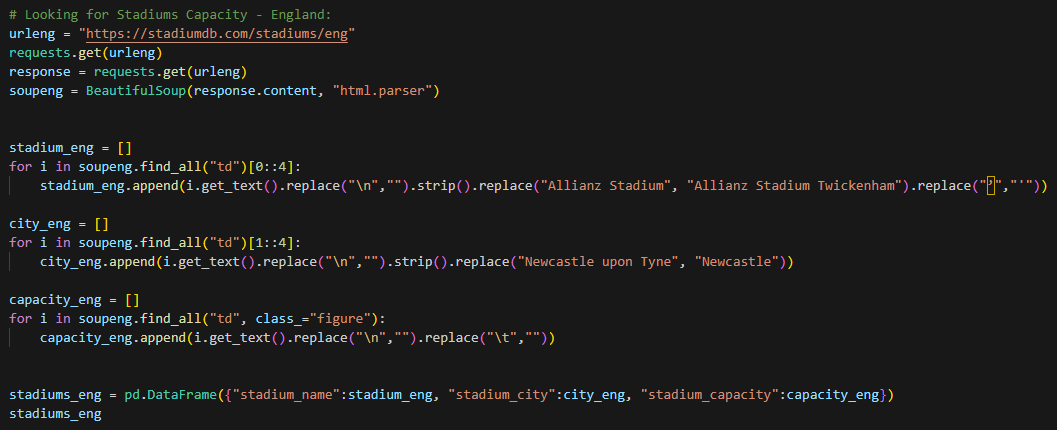 # Looking for Stadiums Capacity - England:
urleng = "https://stadiumdb.com/stadiums/eng"
requests.get(urleng)
response = requests.get(urleng)
soupeng = BeautifulSoup(response.content, "html.parser")
stadium_eng = []
for i in soupeng.find_all("td")[0::4]:
    stadium_eng.append(i.get_text().replace("\n","").strip().replace("Allianz Stadium", "Allianz Stadium Twickenham").replace("’","'"))
city_eng = []
for i in soupeng.find_all("td")[1::4]:
    city_eng.append(i.get_text().replace("\n","").strip().replace("Newcastle upon Tyne", "Newcastle"))
capacity_eng = []
for i in soupeng.find_all("td", class_="figure"):
    capacity_eng.append(i.get_text().replace("\n","").replace("\t",""))
stadiums_eng = pd.DataFrame({"stadium_name":stadium_eng, "stadium_city":city_eng, "stadium_capacity":capacity_eng})
stadiums_eng